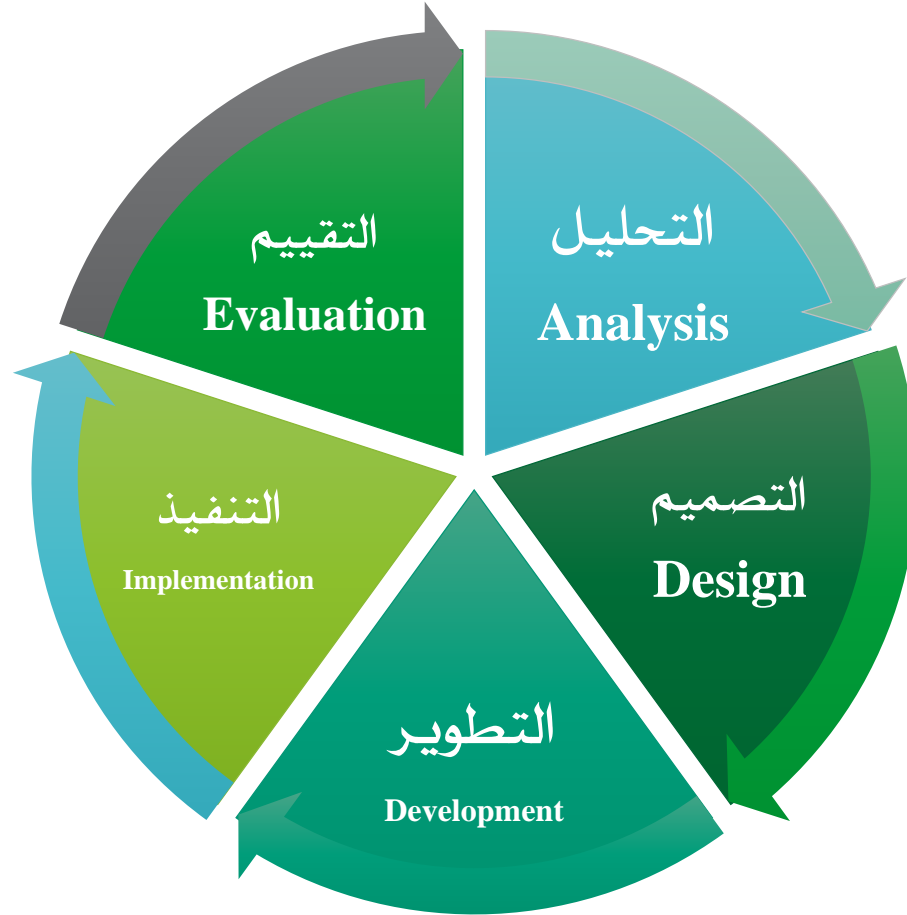 التحليل
Analysis
التصميم
Design
التطوير
Development
التنفيذ
Implementation
التقييم
Evaluation